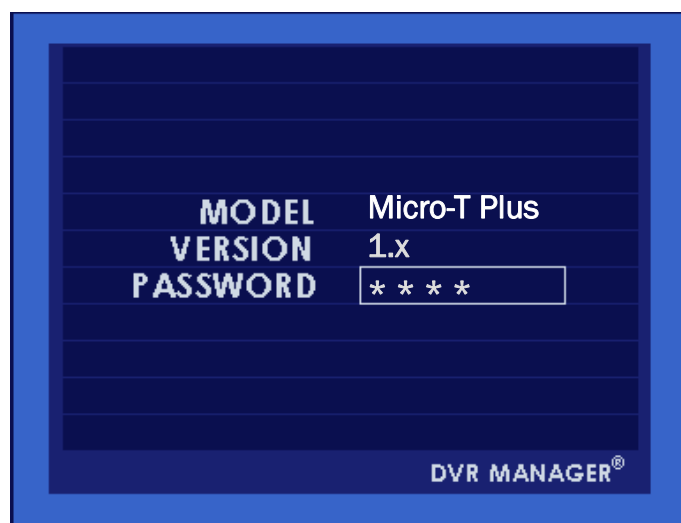 MODEL Micro-T Plus
VERSION 1.x
PASSWORD * * * *
DVR MANAGER®